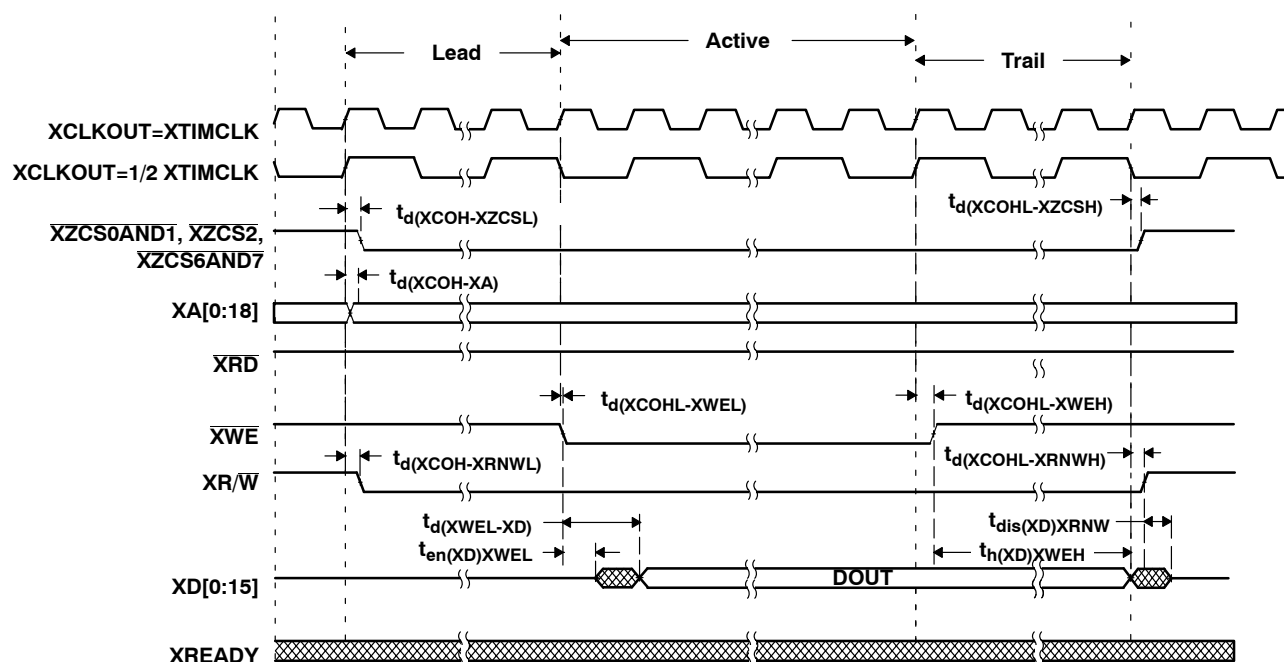 Lead
Active
Trail
XCLKOUT=XTIMCLK
XCLKOUT=1/2 XTIMCLK
td(XCOH-XZCSL)
td(XCOHL-XZCSH)
XZCS0AND1, XZCS2,
XZCS6AND7
td(XCOH-XA)
XA[0:18]
XRD
td(XCOHL-XWEL)
td(XCOHL-XWEH)
XWE
td(XCOH-XRNWL)
td(XCOHL-XRNWH)
XR/W
td(XWEL-XD)
tdis(XD)XRNW
ten(XD)XWEL
th(XD)XWEH
DOUT
XD[0:15]
XREADY